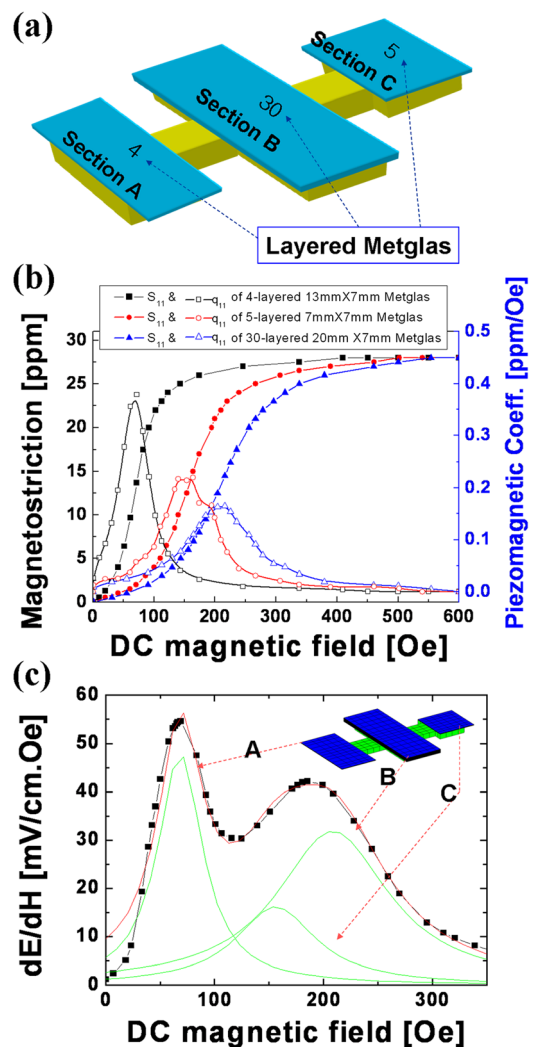 (a)
5
Section C
30
Section B
4
Section A
Layered Metglas
(b)
S11 & q11 of 4-layered 13mmX7mm Metglas
S11 & q11 of 5-layered 7mmX7mm Metglas
S11 & q11 of 30-layered 20mm X7mm Metglas
Magnetostriction [ppm]
30
25
20
15
10
5
0
0.5
0.4
0.3
0.2
0.1
0.0
Piezomagnetic Coeff. [ppm/Oe]
0 100 200 300 400 500 600
DC magnetic field [Oe]
(c)
dE/dH [mV/cm.Oe]
60
50
40
30
20
10
0
A
B
C
0 100 200 300
DC magnetic field [Oe]